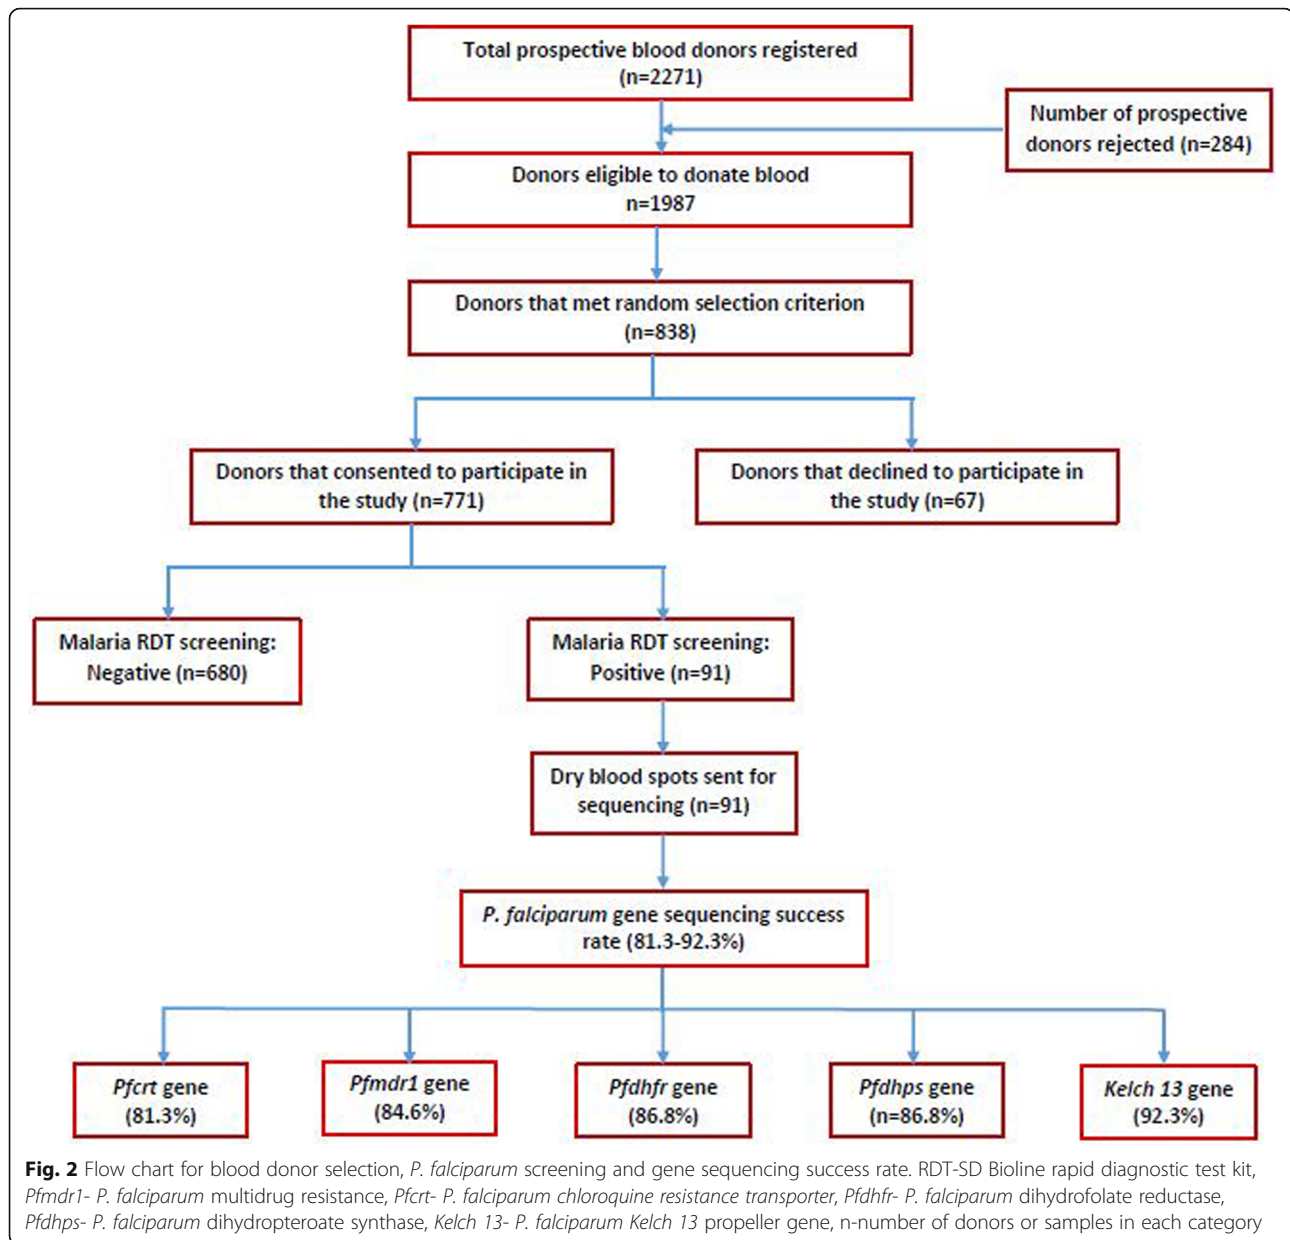 Total prospective blood donors registered
(n=2271)
Number of prospective
donors rejected (n=284)
Donors eligible to donate blood
n=1987
Donors that met random selection criterion
(n=838)
Donors that consented to participate in
the study (n=771)
Donors that declined to participate in
the study (n=67)
Malaria RDT screening:
Negative (n=680)
Malaria RDT screening:
Positive (n=91)
Dry blood spots sent for
sequencing (n=91)
P. falciparum gene sequencing success
rate (81.3-92.3%)
Pfcrt gene
(81.3%)
Pfmdr1 gene
(84.6%)
Pfdhfr gene
(86.8%)
Pfdhps gene
(n=86.8%)
Kelch 13 gene
(92.3%)
Fig. 2 Flow chart for blood donor selection, P. falciparum screening and gene sequencing success rate. RDT-SD Bioline rapid diagnostic test kit,
Pfmdr1- P. falciparum multidrug resistance, Pfcrt- P. falciparum chloroquine resistance transporter, Pfdhfr- P. falciparum dihydrofolate reductase,
Pfdhps- P. falciparum dihydropteroate synthase, Kelch 13- P. falciparum Kelch 13 propeller gene, n-number of donors or samples in each category